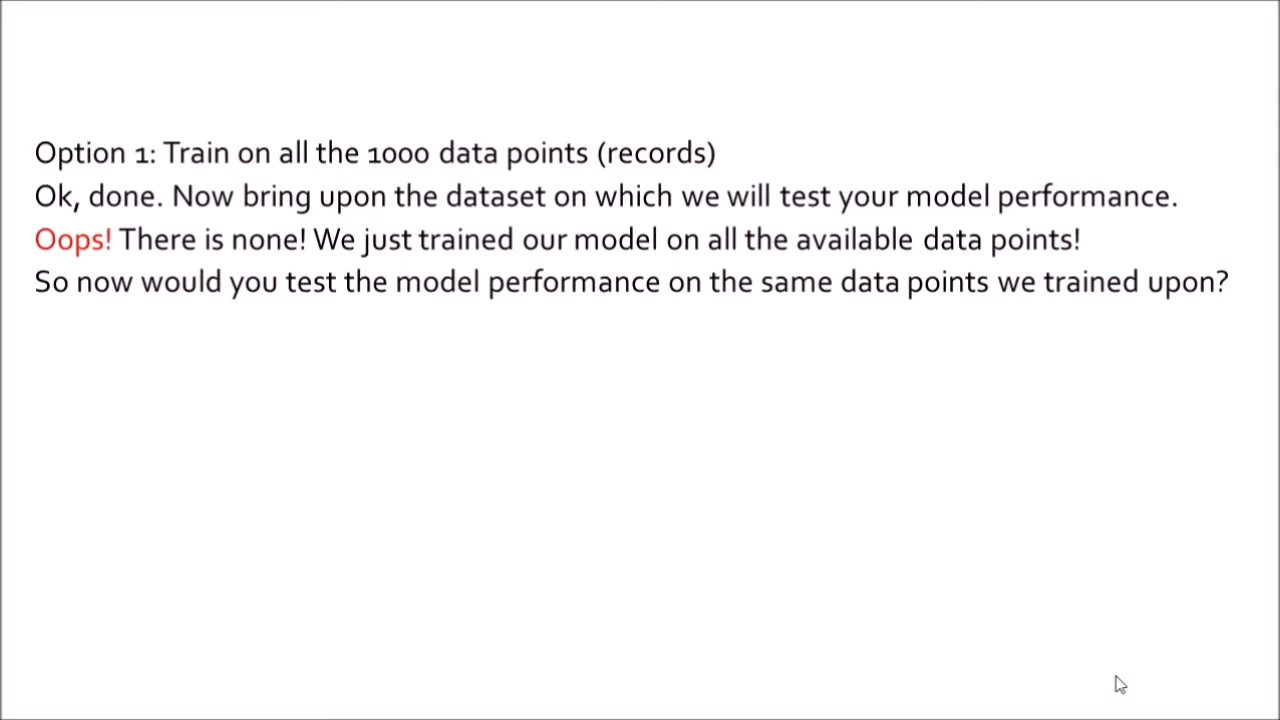 Option 1: Train on all the 1000 data points (records)
Ok, done. Now bring upon the dataset on which we will test your model performance.
Oops! There is none! We just trained our model on all the available data points!
So now would you test the model performance on the same data points we trained upon?